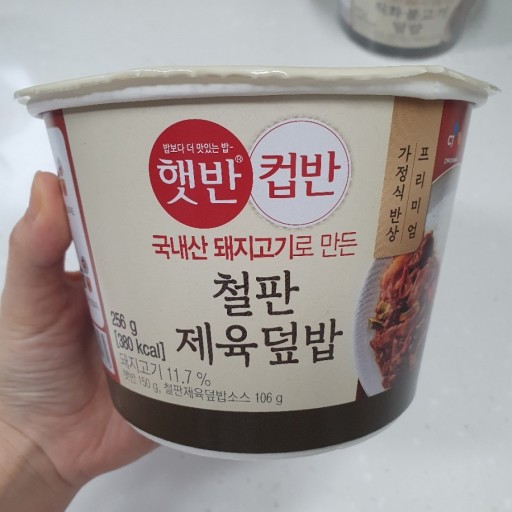 밥보다 더 맛있는 밥-
햇반®
컵반
프리미엄
가정식 반상
CJ
국내산 돼지고기로 만든
철판
제육덮밥
256 g
[380 kcal]
돼지고기 11.7 %
햇반 150 g, 철판제육덮밥소스 106 g
덮밥